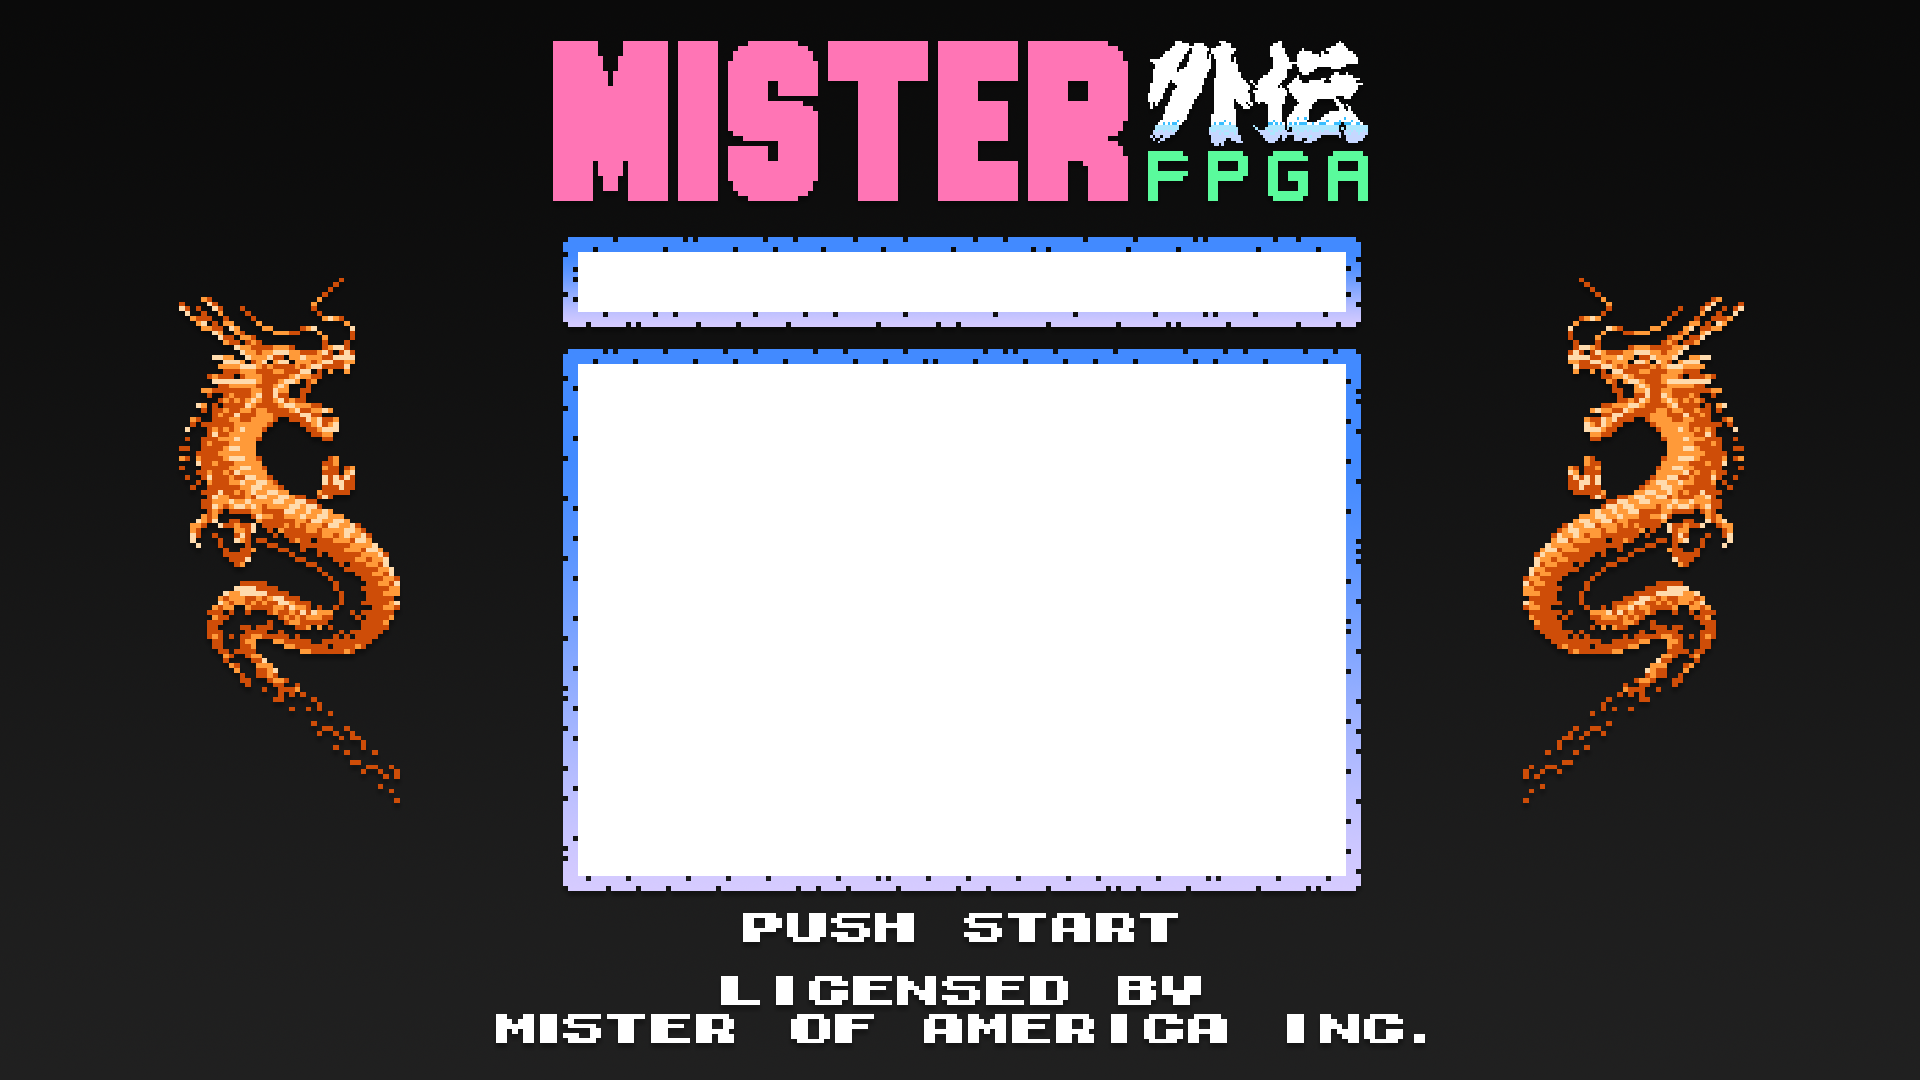 MISTER 外伝
FPGA
PUSH START
LICENSED BY
MISTER OF AMERICA INC.